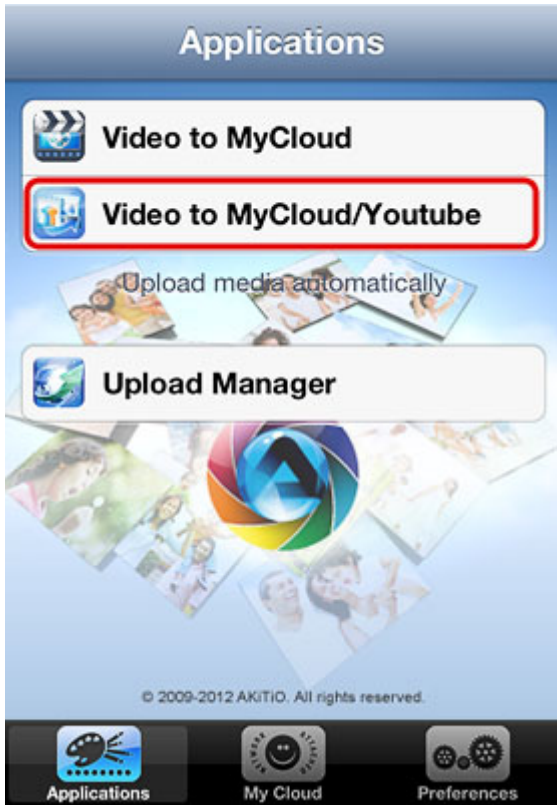 Applications
Video to MyCloud
Video to MyCloud/Youtube
Upload media automatically
Upload Manager
© 2009-2012 AKiTiO. All rights reserved.
Applications
My Cloud
Preferences